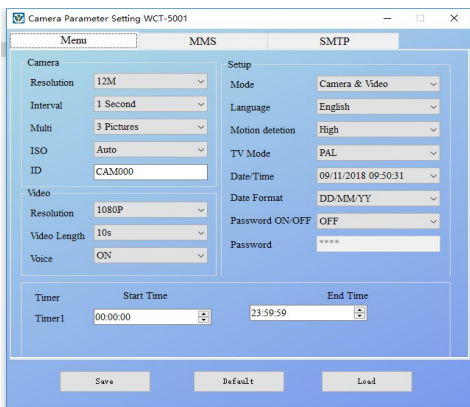 Camera Parameter Setting WCT-5001
Menu MMS SMTP
Camera
Resolution 12M
Interval 1 Second
Multi 3 Pictures
ISO Auto
ID CAM000
Video
Resolution 1080P
Video Length 10s
Voice ON
Setup
Mode Camera & Video
Language English
Motion detetion High
TV Mode PAL
Date/Time 09/11/2018 09:50:31
Date Format DD/MM/YY
Password ON/OFF OFF
Password ****
Timer Start Time End Time
Timer1 00:00:00 23:59:59
Save Default Load